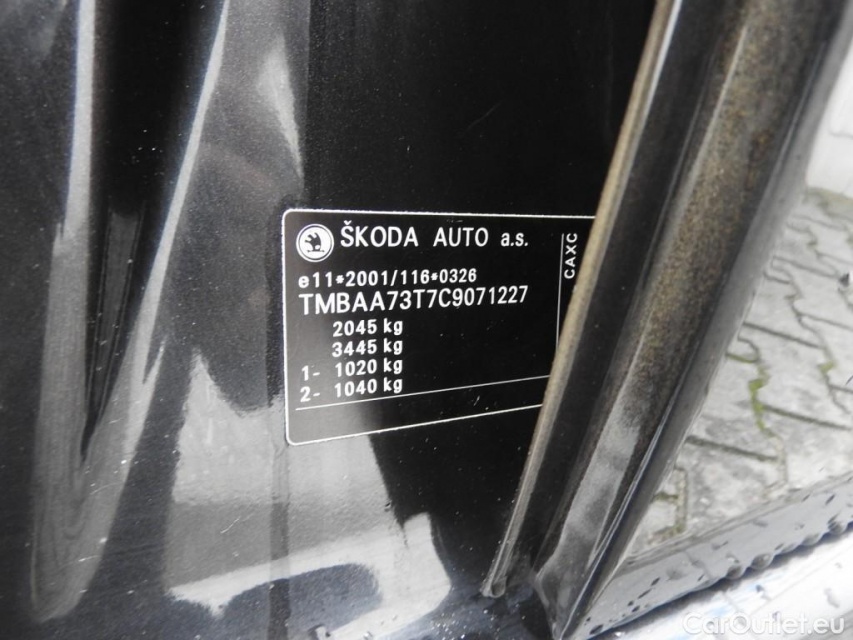 ŠKODA AUTO a.s.
CAXC
e11*2001/116*0326
TMBAA73T7C9071227
2045 kg
3445 kg
1- 1020 kg
2- 1040 kg
CarOutlet.eu